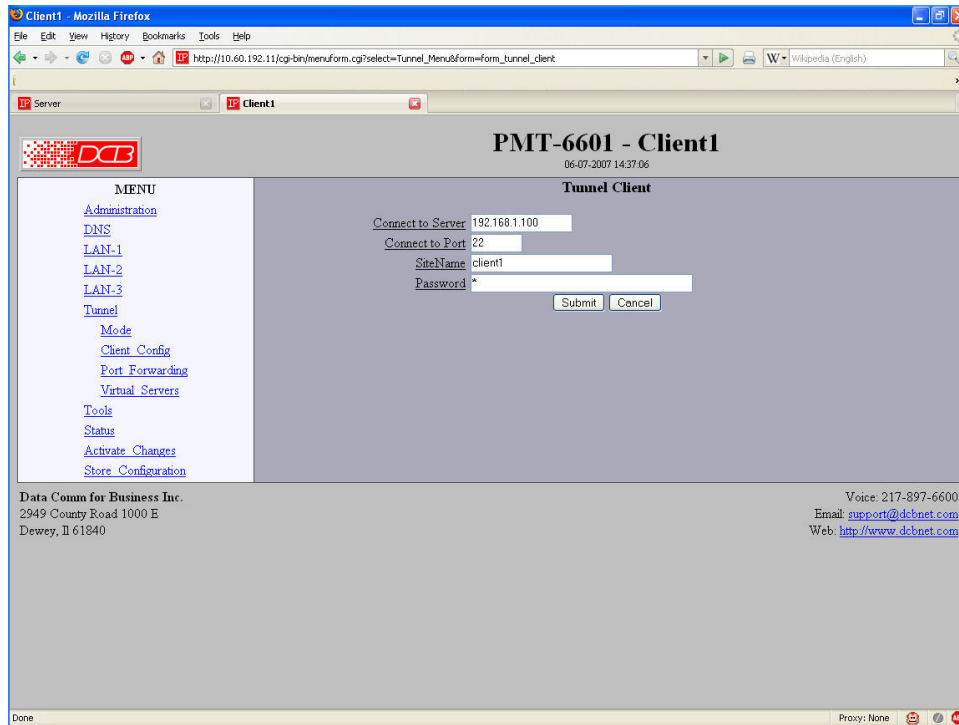 Client1 - Mozilla Firefox
File Edit View History Bookmarks Tools Help
ABP IP http://10.60.192.11/cgi-bin/menuform.cgi?select=Tunnel_Menu&form=form_tunnel_client W Wikipedia (English)
IP Server IP Client1
DCB
PMT-6601 - Client1
06-07-2007 14:37:06
MENU
Administration
DNS
LAN-1
LAN-2
LAN-3
Tunnel
Mode
Client Config
Port Forwarding
Virtual Servers
Tools
Status
Activate Changes
Store Configuration
Tunnel Client
Connect to Server 192.168.1.100
Connect to Port 22
SiteName client1
Password *
Submit Cancel
Data Comm for Business Inc.
2949 County Road 1000 E
Dewey, Il 61840
Voice: 217-897-6600
Email: support@dcbnet.com
Web: http://www.dcbnet.com
Done Proxy: None